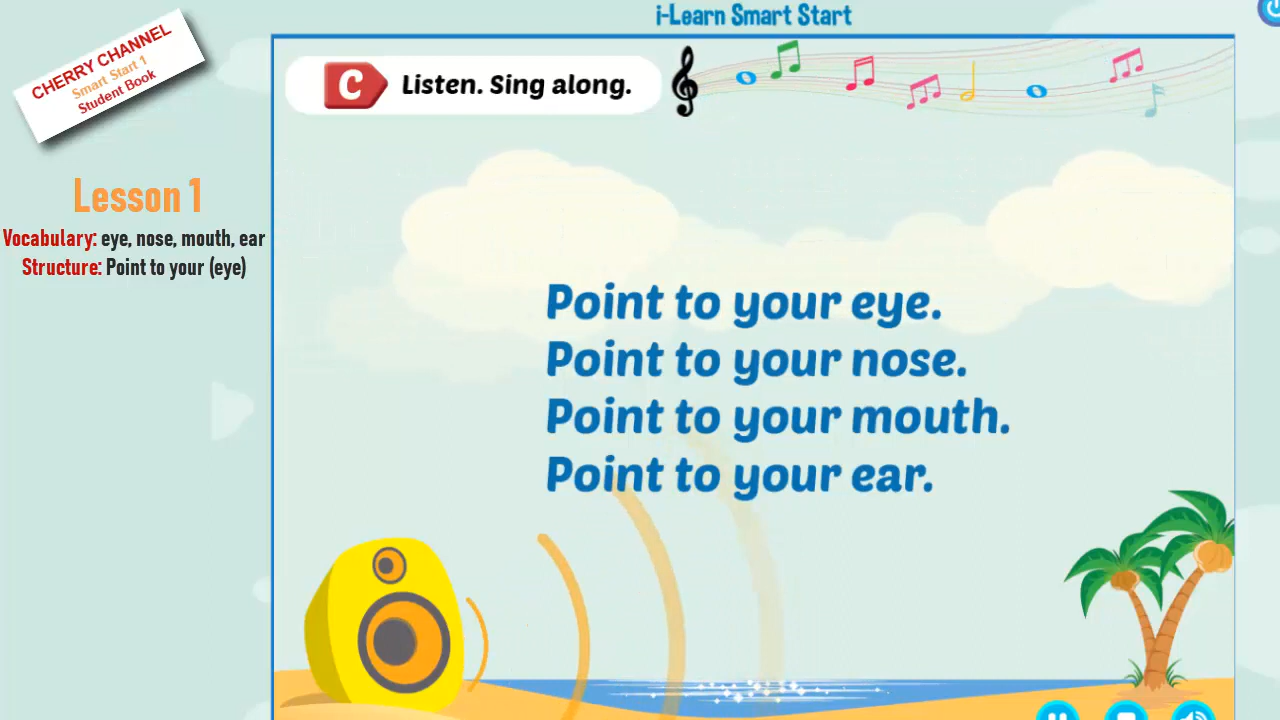 i-Learn Smart Start
CHERRY CHANNEL
Smart Start 1
Student Book
C Listen. Sing along.
Lesson 1
Vocabulary: eye, nose, mouth, ear
Structure: Point to your (eye)
Point to your eye.
Point to your nose.
Point to your mouth.
Point to your ear.